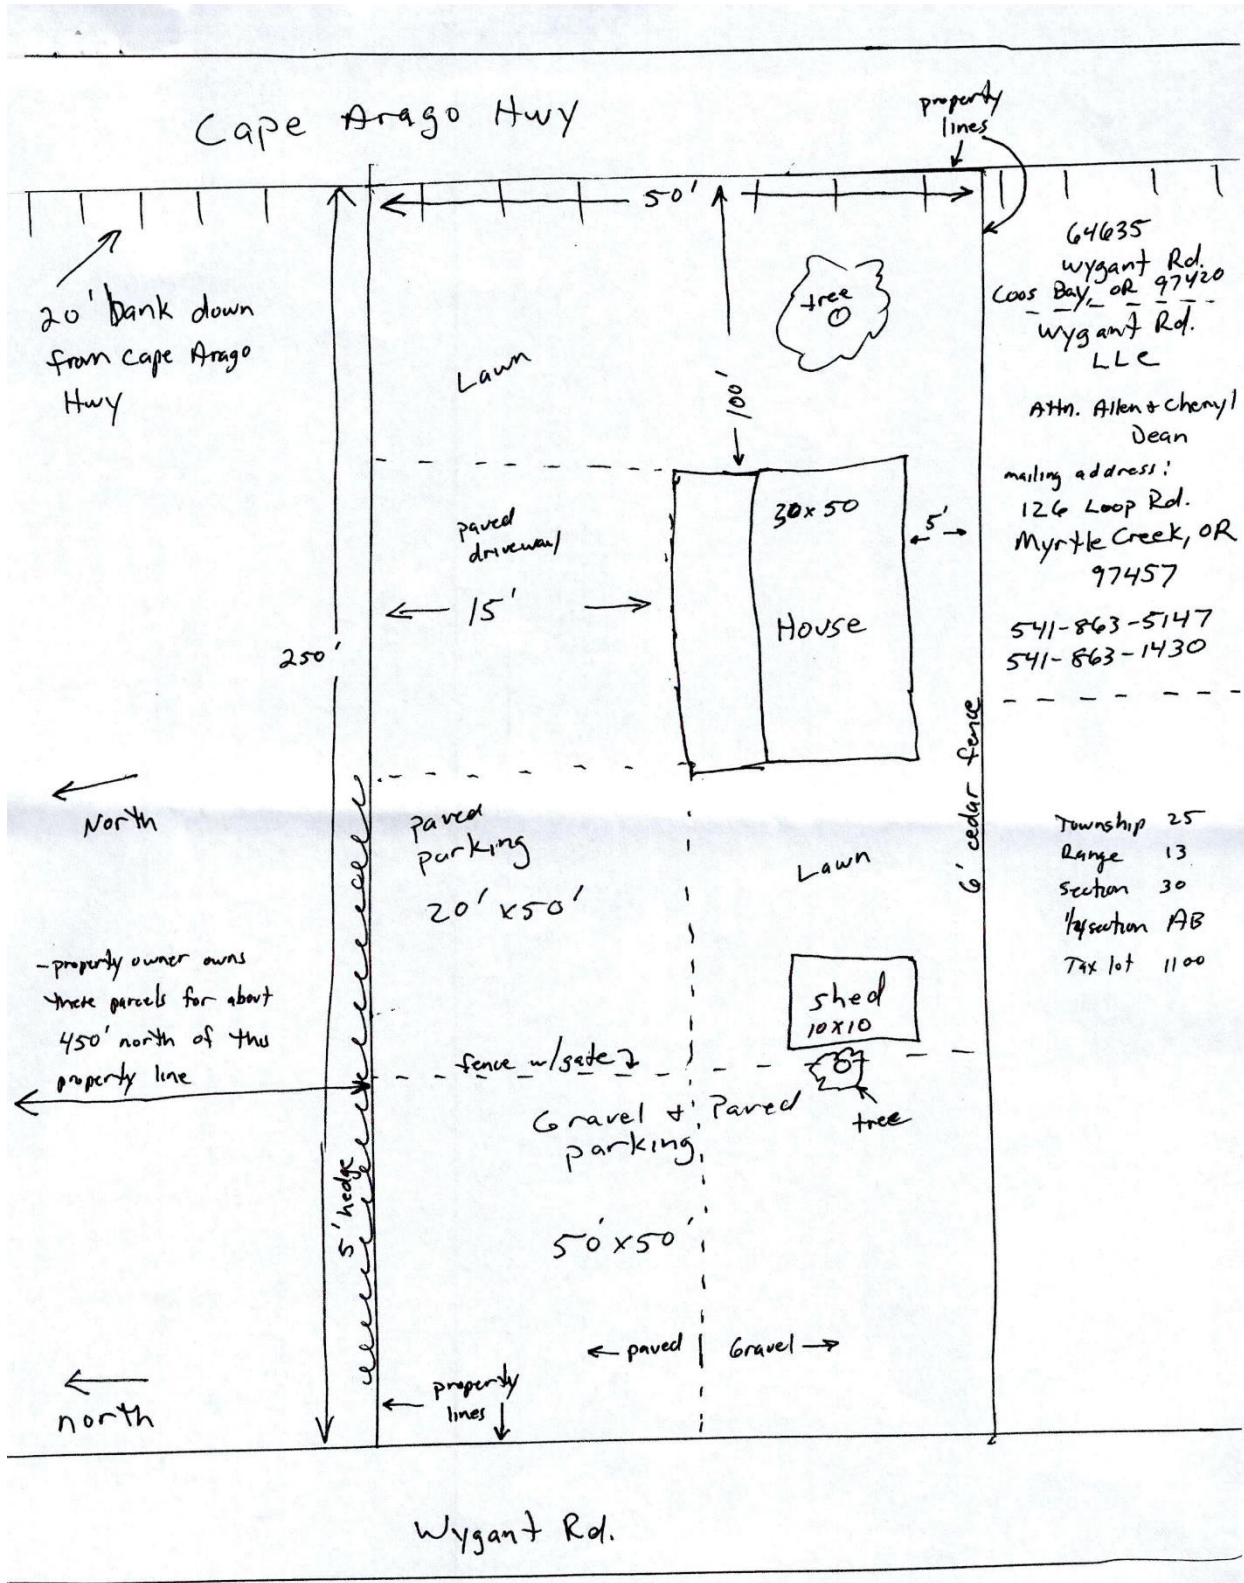 Cape Arago Hwy
property
lines
50'
20' bank down
from Cape Arago
Hwy
tree
Lawn
100'
64635
Wygant Rd.
Coos Bay, OR 97420
Wygant Rd.
LLC
Attn. Allen & Cheryl
Dean
mailing address:
126 Loop Rd.
Myrtle Creek, OR
97457
541-863-5147
541-863-1430
paved
driveway
15'
30x50
House
5'
250'
6' cedar fence
North
paved
parking
20' x50'
Lawn
Township 25
Range 13
Section 30
1/4section AB
Tax lot 1100
-property owner owns
these parcels for about
450' north of this
property line
shed
10x10
fence w/gate
tree
Gravel + Paved
parking
50'x50'
5' hedge
paved
Gravel
property
lines
north
Wygant Rd.